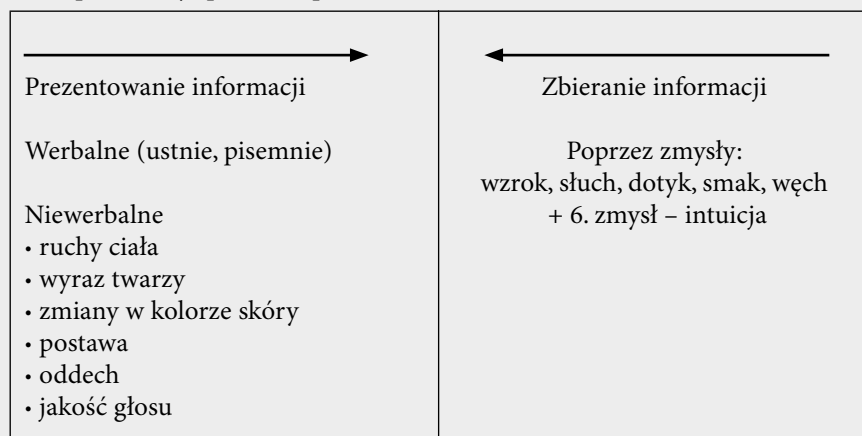 Prezentowanie informacji
Werbalne (ustnie, pisemnie)
Niewerbalne
• ruchy ciała
• wyraz twarzy
• zmiany w kolorze skóry
• postawa
• oddech
• jakość głosu
Zbieranie informacji
Poprzez zmysły:
wzrok, słuch, dotyk, smak, węch
+ 6. zmysł – intuicja